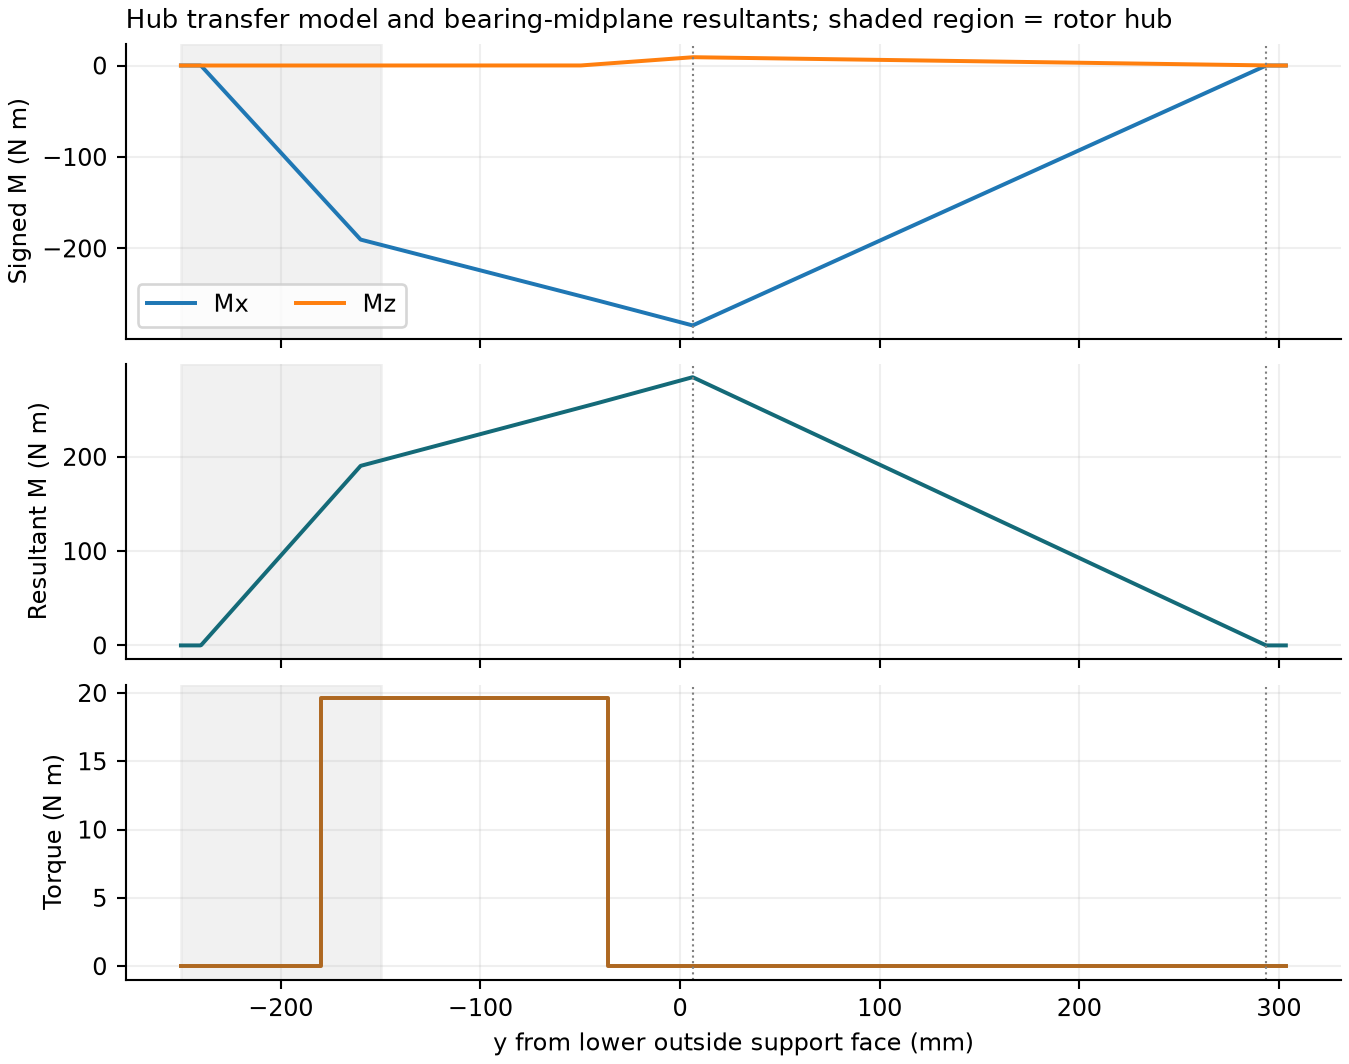 Hub transfer model and bearing-midplane resultants; shaded region = rotor hub
Signed M (N m)
0
−100
−200
Mx
Mz
Resultant M (N m)
200
100
0
Torque (N m)
20
15
10
5
0
−200
−100
0
100
200
300
y from lower outside support face (mm)